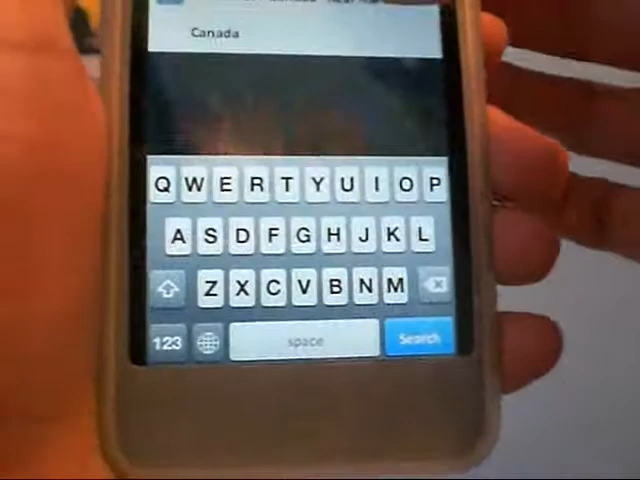 Canada
Q W E R T Y U I O P
A S D F G H J K L
Z X C V B N M
123 space Search